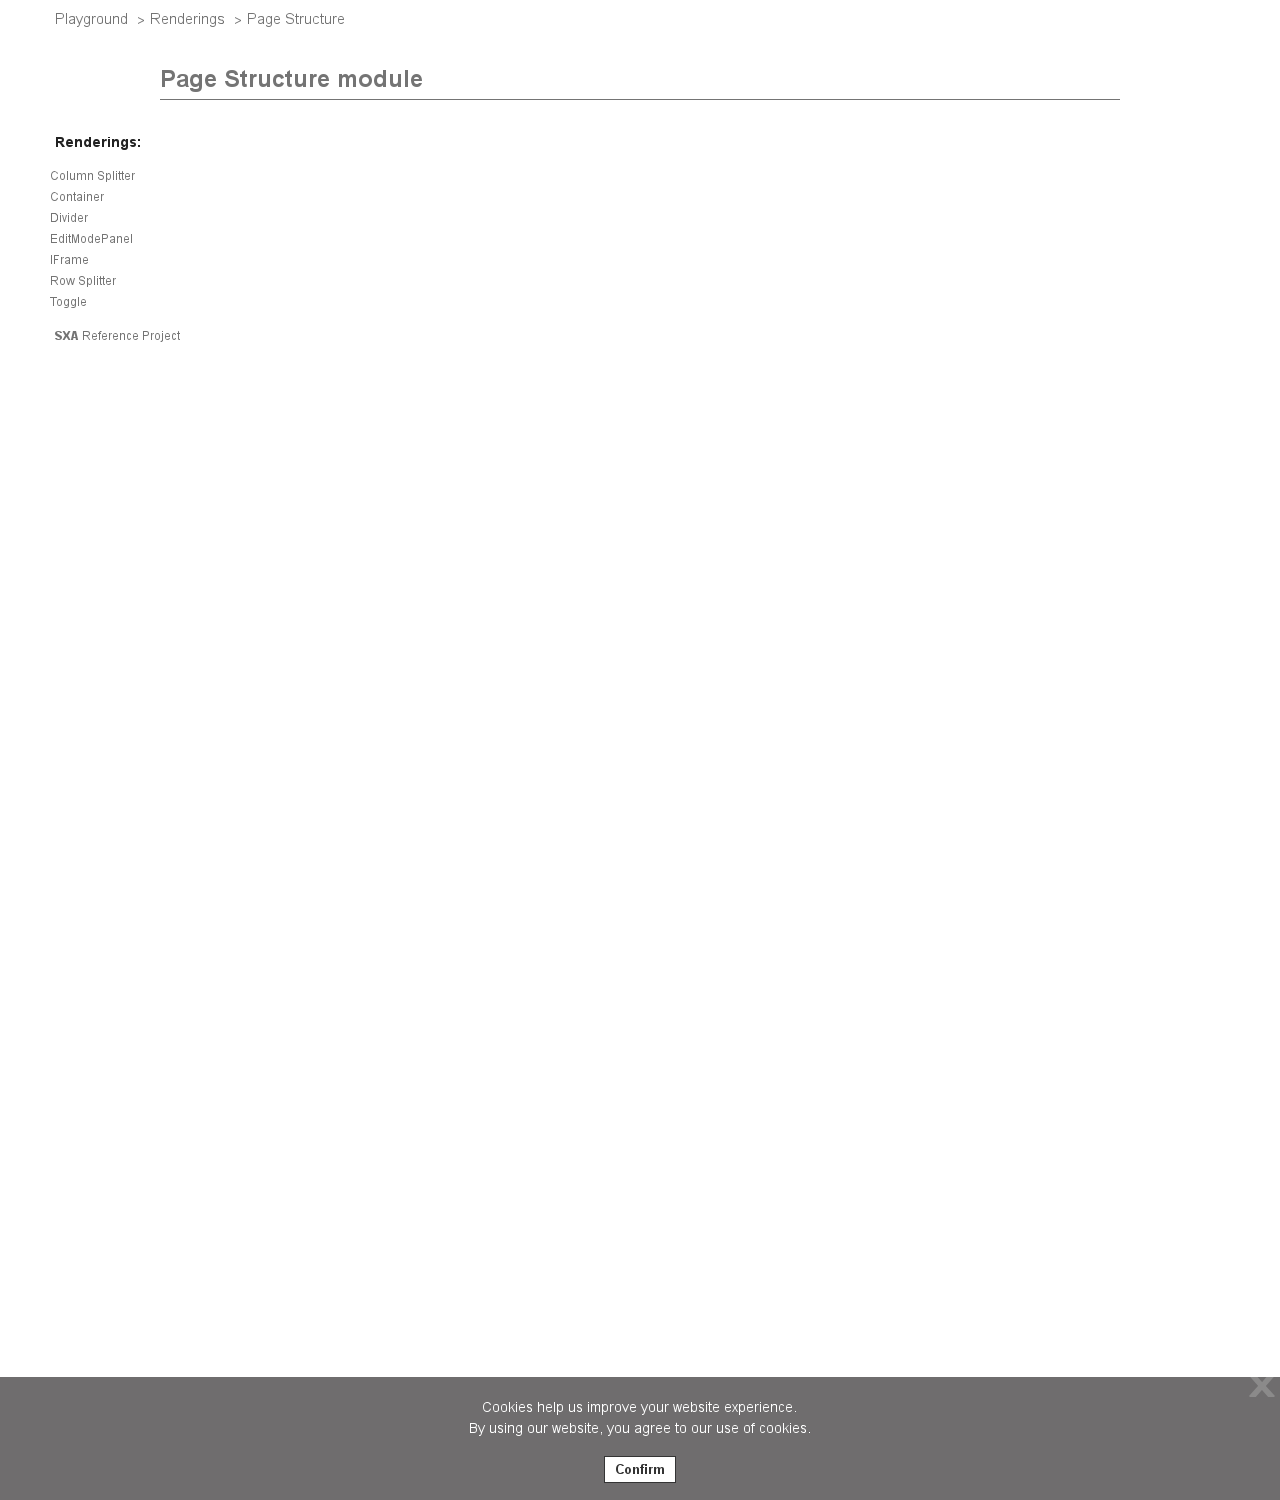 Playground > Renderings > Page Structure
Page Structure module
Renderings:
Column Splitter
Container
Divider
EditModePanel
IFrame
Row Splitter
Toggle
SXA Reference Project
X
Cookies help us improve your website experience.
By using our website, you agree to our use of cookies.
Confirm